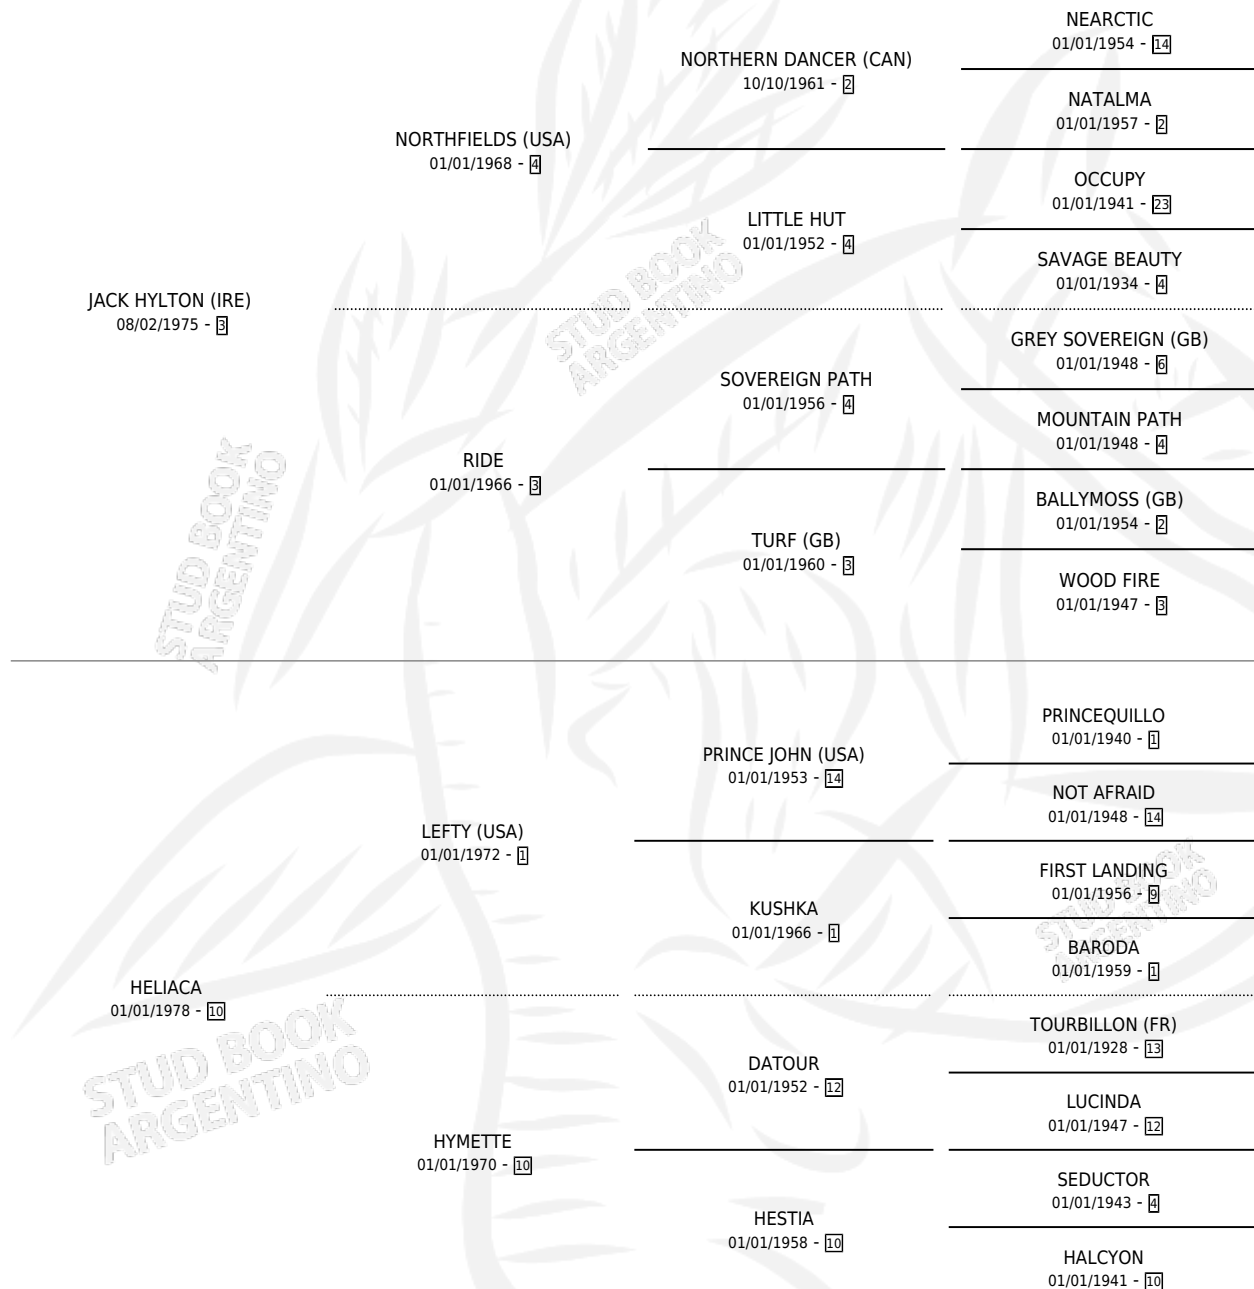 NEARCTIC
01/01/1954 - 14
NORTHERN DANCER (CAN)
10/10/1961 - 2
NATALMA
01/01/1957 - 2
NORTHFIELDS (USA)
01/01/1968 - 4
OCCUPY
01/01/1941 - 23
LITTLE HUT
01/01/1952 - 4
SAVAGE BEAUTY
01/01/1934 - 4
JACK HYLTON (IRE)
08/02/1975 - 3
GREY SOVEREIGN (GB)
01/01/1948 - 6
SOVEREIGN PATH
01/01/1956 - 4
MOUNTAIN PATH
01/01/1948 - 4
RIDE
01/01/1966 - 3
BALLYMOSS (GB)
01/01/1954 - 2
TURF (GB)
01/01/1960 - 3
WOOD FIRE
01/01/1947 - 3
PRINCEQUILLO
01/01/1940 - 1
PRINCE JOHN (USA)
01/01/1953 - 14
NOT AFRAID
01/01/1948 - 14
LEFTY (USA)
01/01/1972 - 1
FIRST LANDING
01/01/1956 - 9
KUSHKA
01/01/1966 - 1
BARODA
01/01/1959 - 1
HELIACA
01/01/1978 - 10
TOURBILLON (FR)
01/01/1928 - 13
DATOUR
01/01/1952 - 12
LUCINDA
01/01/1947 - 12
HYMETTE
01/01/1970 - 10
SEDUCTOR
01/01/1943 - 4
HESTIA
01/01/1958 - 10
HALCYON
01/01/1941 - 10
STUD BOOK
ARGENTINO
STUD BOOK
ARGENTINO
STUD BOOK
ARGENTINO
STUD BOOK
ARGENTINO